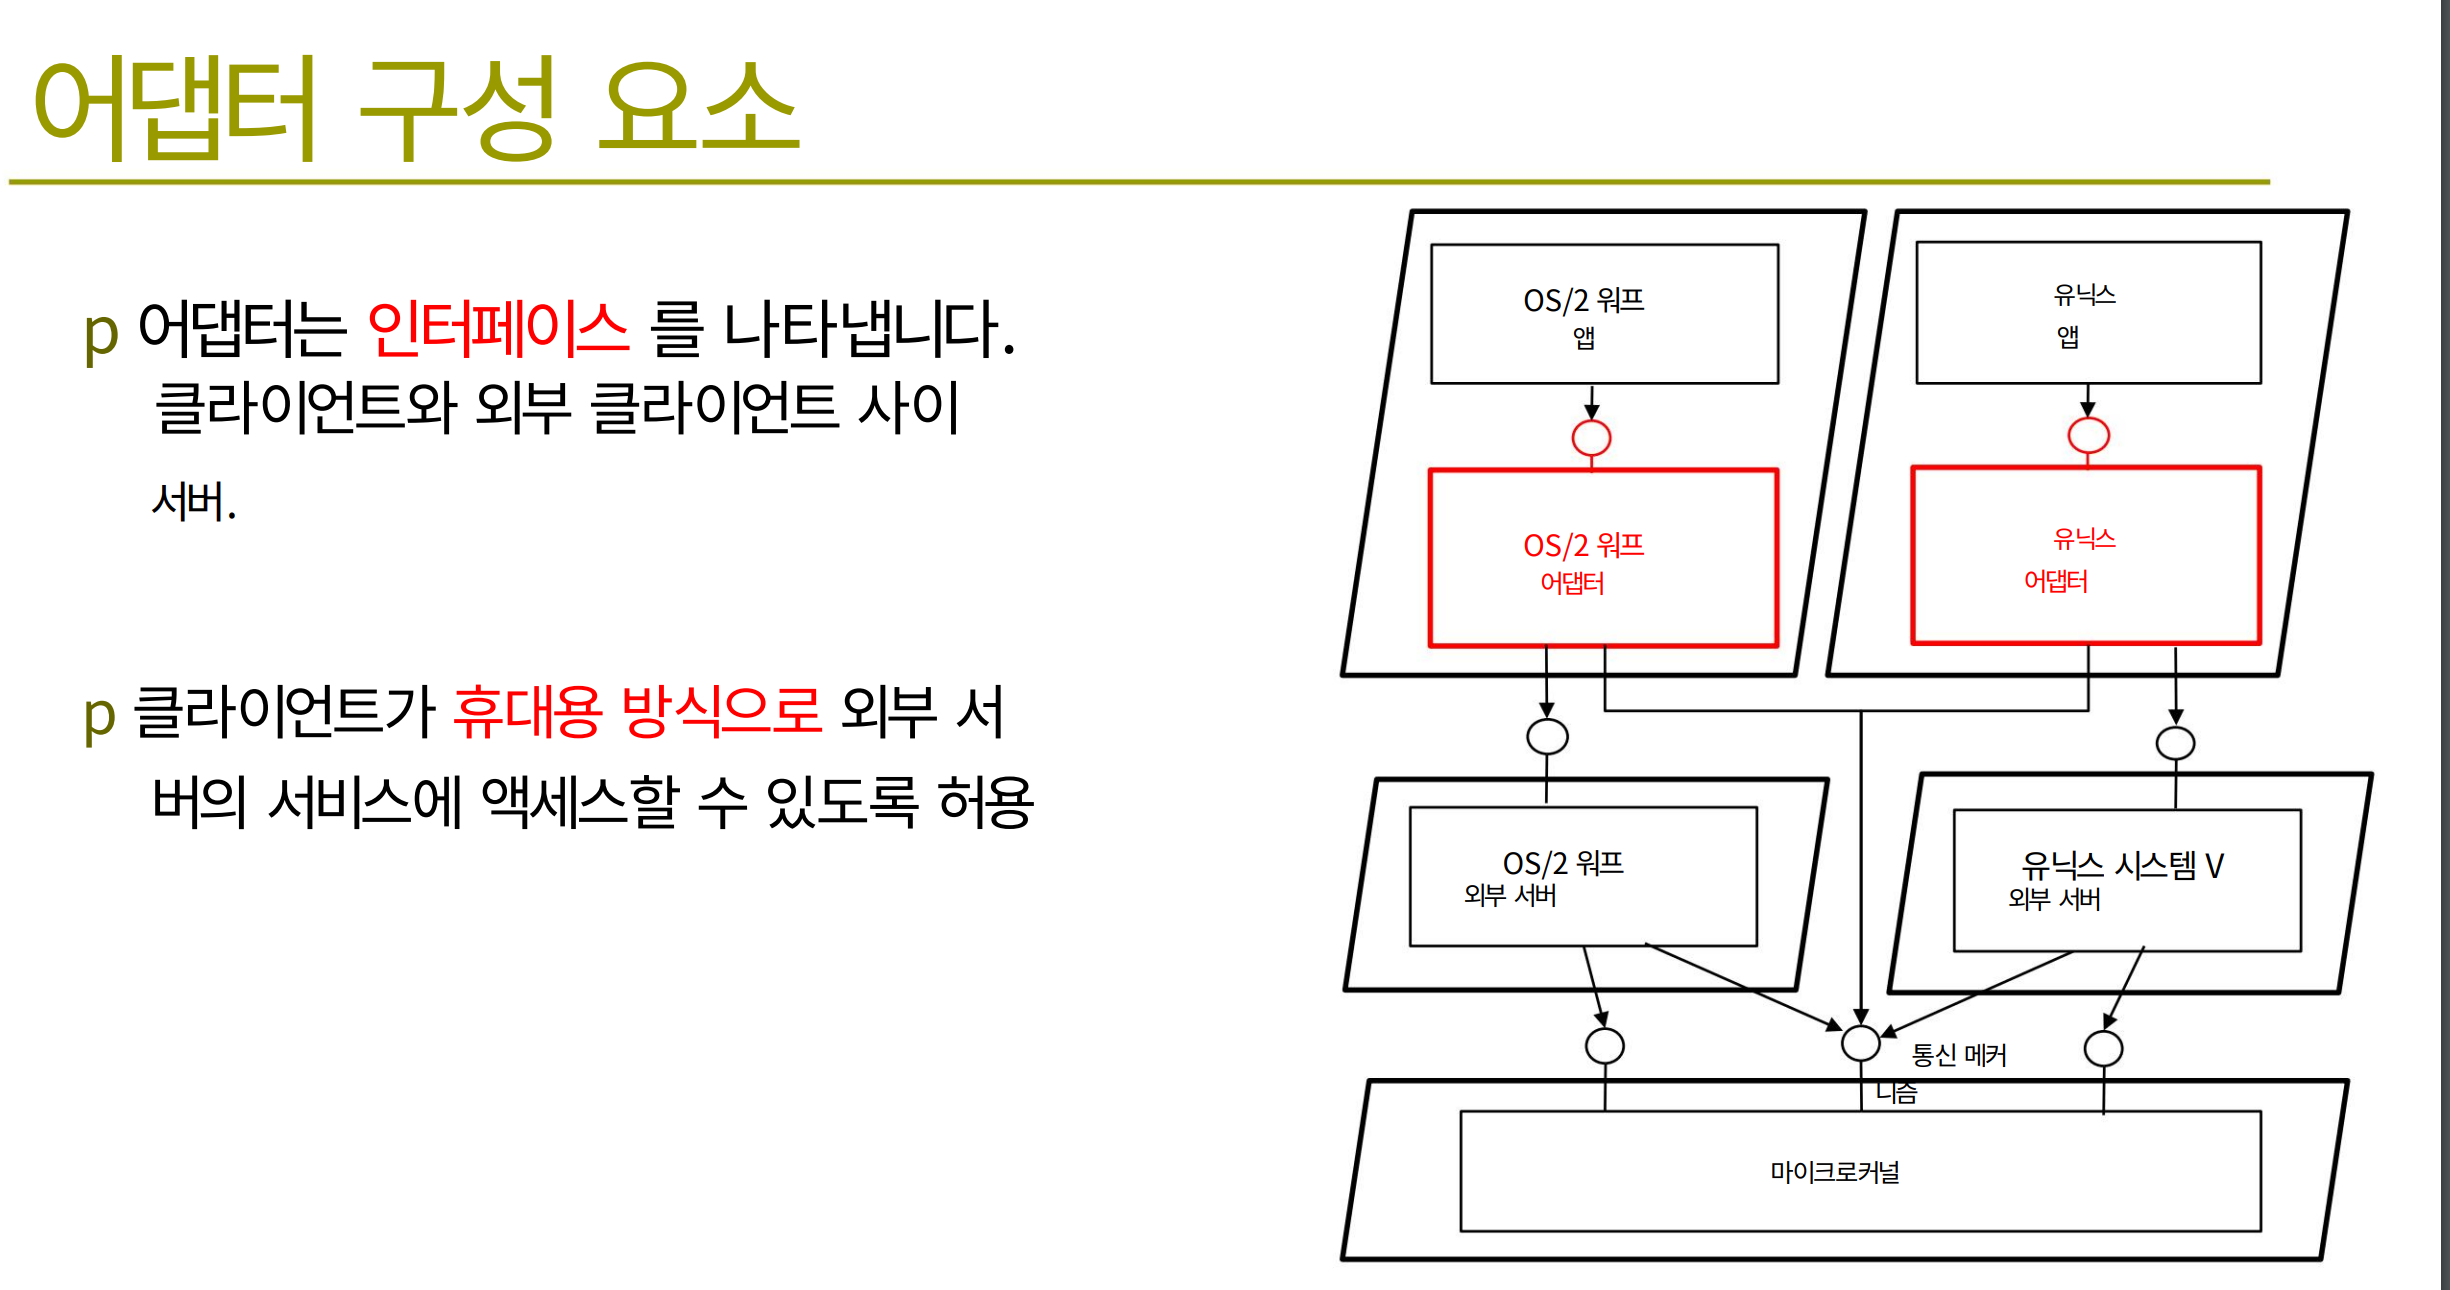 어댑터 구성 요소
p 어댑터는 인터페이스 를 나타냅니다.
클라이언트와 외부 클라이언트 사이
서버.
p 클라이언트가 휴대용 방식으로 외부 서
버의 서비스에 액세스할 수 있도록 허용
OS/2 워프
앱
유닉스
앱
OS/2 워프
어댑터
유닉스
어댑터
OS/2 워프
외부 서버
유닉스 시스템 V
외부 서버
통신 메커
니즘
마이크로커널